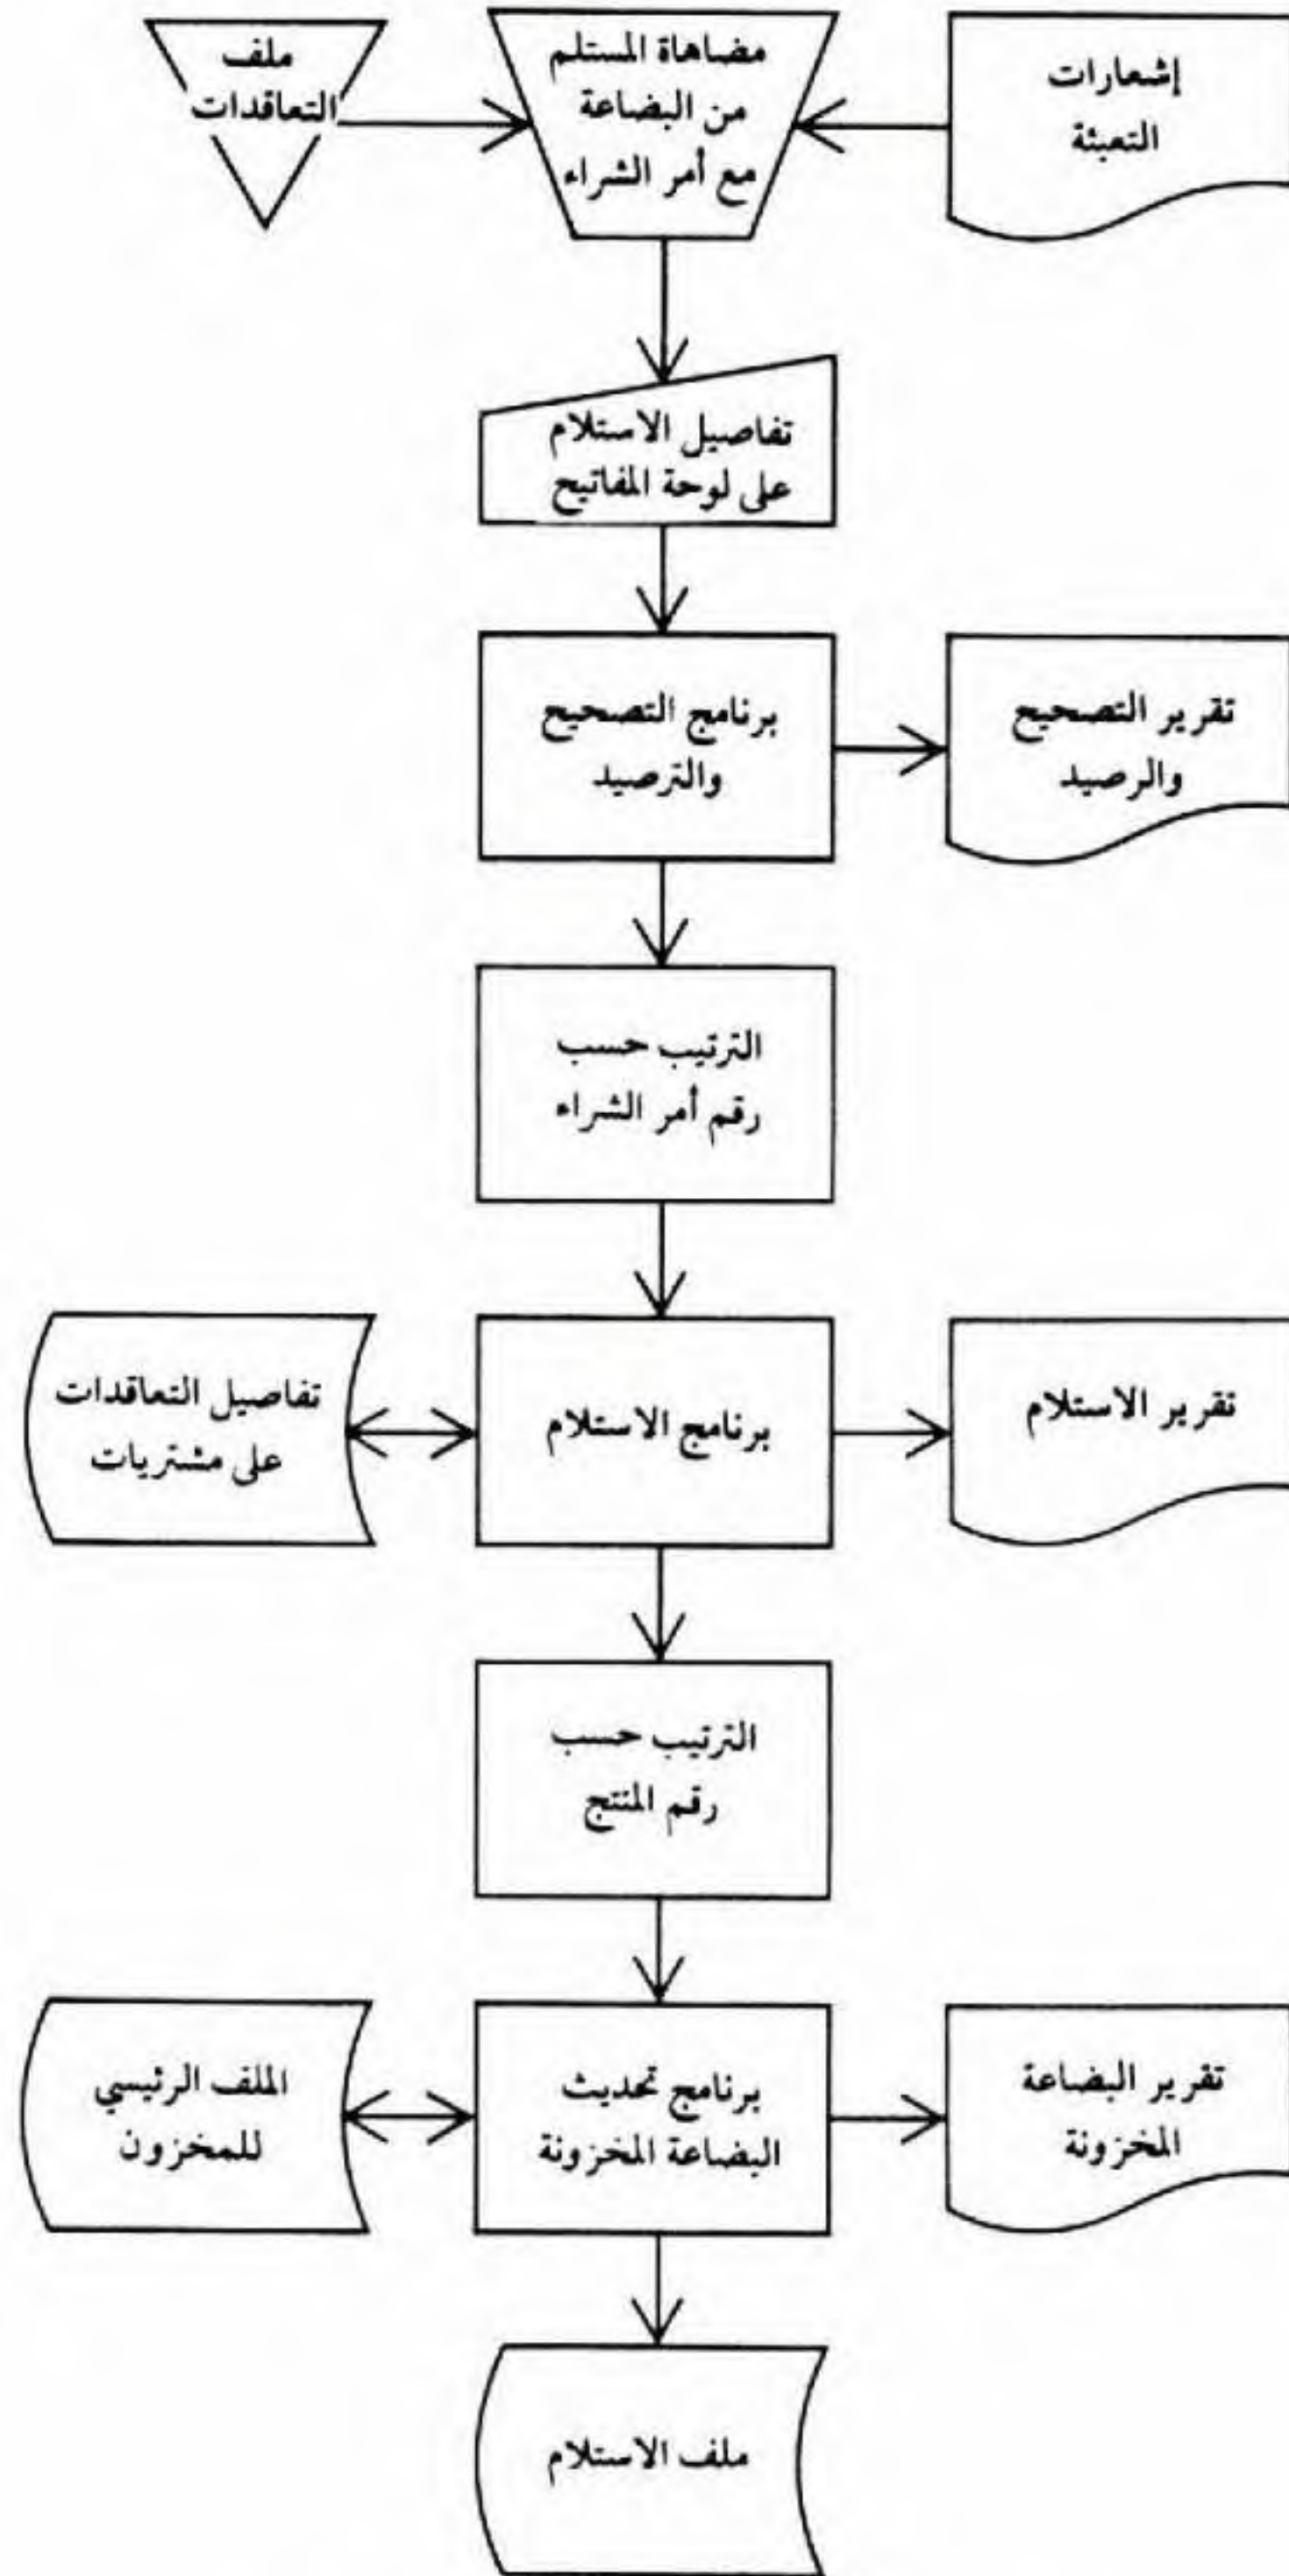 إشعارات
التعبئة
مضاهاة المستلم
من البضاعة
مع أمر الشراء
ملف
التعاقدات
تفاصيل الاستلام
على لوحة المفاتيح
برنامج التصحيح
والترصيد
تقرير التصحيح
والرصيد
الترتيب حسب
رقم أمر الشراء
تقرير الاستلام
برنامج الاستلام
تفاصيل التعاقدات
على مشتريات
الترتيب حسب
رقم المنتج
تقرير البضاعة
المخزونة
برنامج تحديث
البضاعة المخزونة
الملف الرئيسي
للمخزون
ملف الاستلام